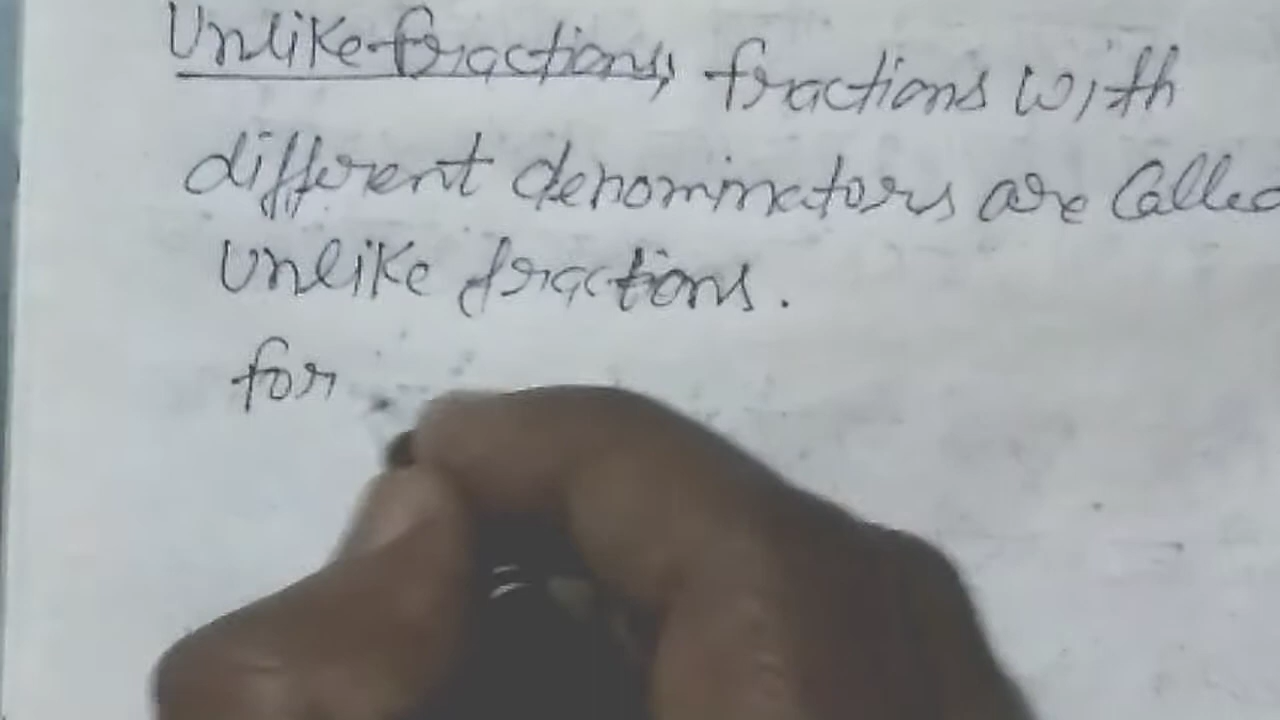 Unlike fractions, fractions with
different denominators are Called
Unlike fractions.
for